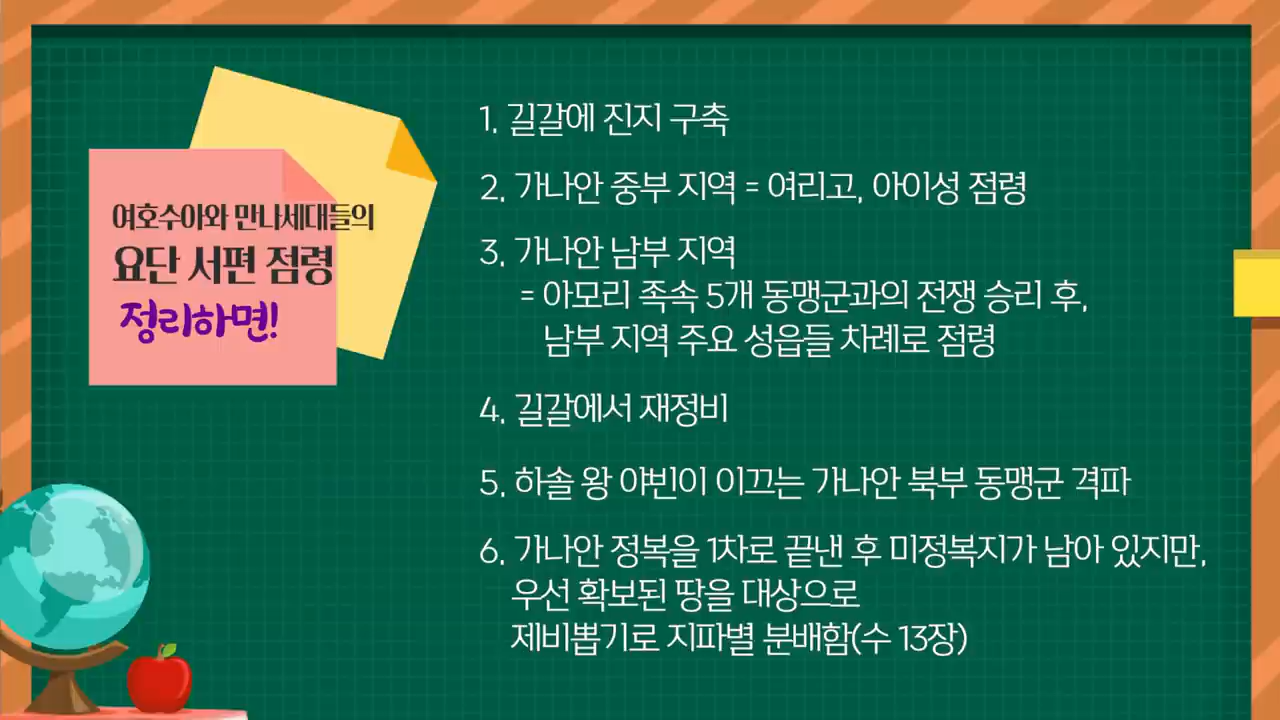 여호수아와 만나세대들의
요단 서편 점령
정리하면!
1. 길갈에 진지 구축
2. 가나안 중부 지역 = 여리고, 아이성 점령
3. 가나안 남부 지역
= 아모리 족속 5개 동맹군과의 전쟁 승리 후,
남부 지역 주요 성읍들 차례로 점령
4. 길갈에서 재정비
5. 하솔 왕 야빈이 이끄는 가나안 북부 동맹군 격파
6. 가나안 정복을 1차로 끝낸 후 미정복지가 남아 있지만,
우선 확보된 땅을 대상으로
제비뽑기로 지파별 분배함(수 13장)